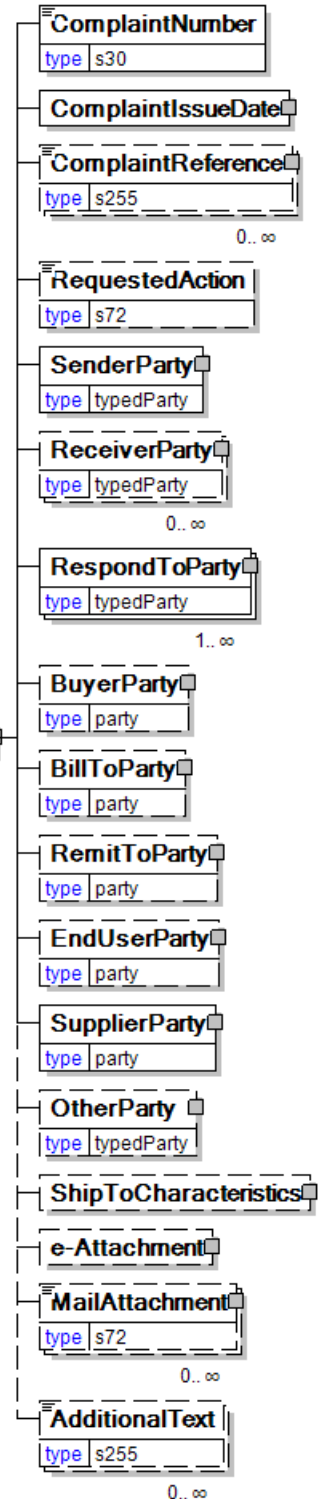 ComplaintNumber
type s30
ComplaintIssueDate
ComplaintReference
type s255
0.. ∞
RequestedAction
type s72
SenderParty
type typedParty
ReceiverParty
type typedParty
0.. ∞
RespondToParty
type typedParty
1.. ∞
BuyerParty
type party
BillToParty
type party
RemitToParty
type party
EndUserParty
type party
SupplierParty
type party
OtherParty
type typedParty
ShipToCharacteristics
e-Attachment
MailAttachment
type s72
0.. ∞
AdditionalText
type s255
0.. ∞